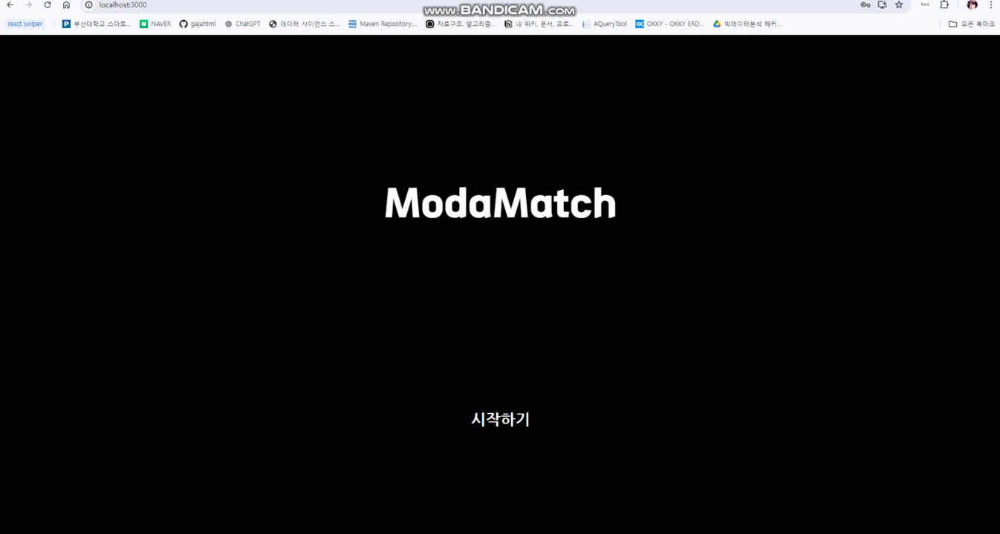 localhost:3000
www.BANDICAM.com
font
react swiper
부산대학교 스마트...
NAVER
gajahtml
ChatGPT
데이터 사이언스 스...
Maven Repository:...
자료구조, 알고리즘...
내 위키, 문서, 프로...
AQueryTool
OKKY - OKKY ERD...
빅데이터분석 해커...
모든 북마크
ModaMatch
시작하기